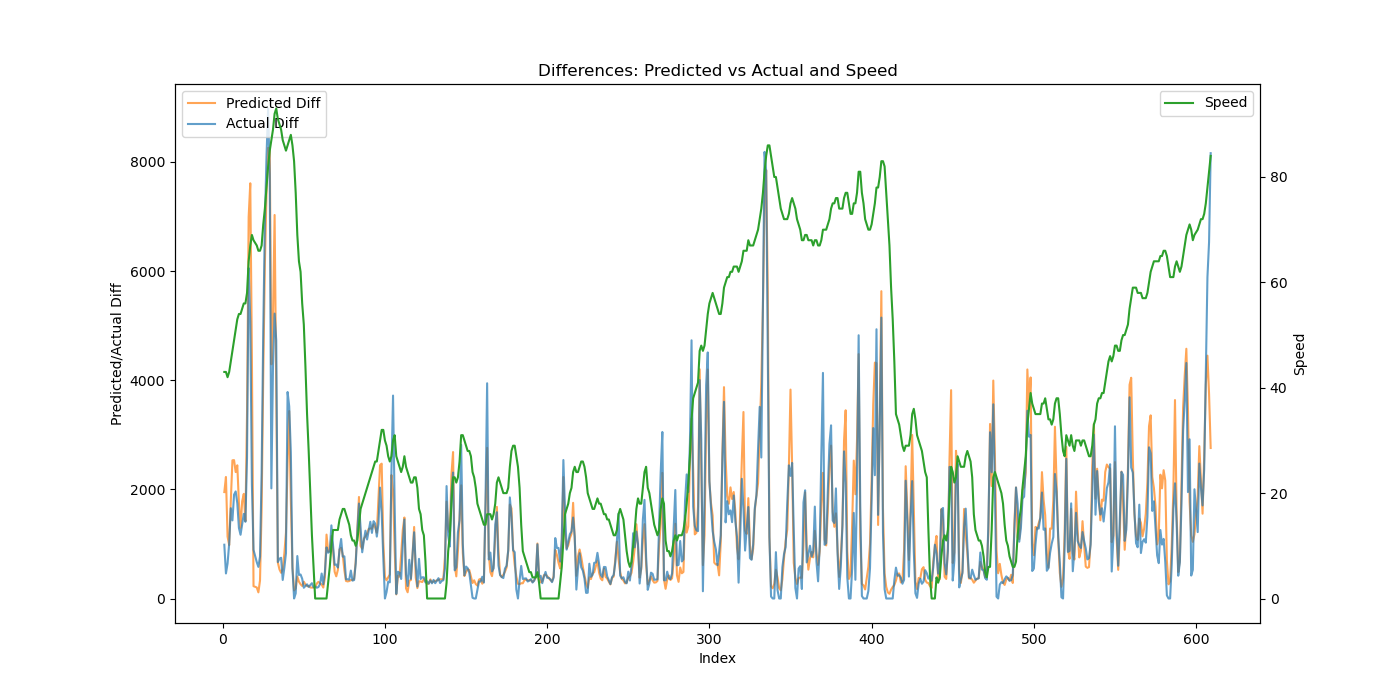 Differences: Predicted vs Actual and Speed
Predicted Diff
Actual Diff
Speed
Predicted/Actual Diff
8000
6000
4000
2000
0
80
60
40
20
0
Speed
0 100 200 300 400 500 600
Index